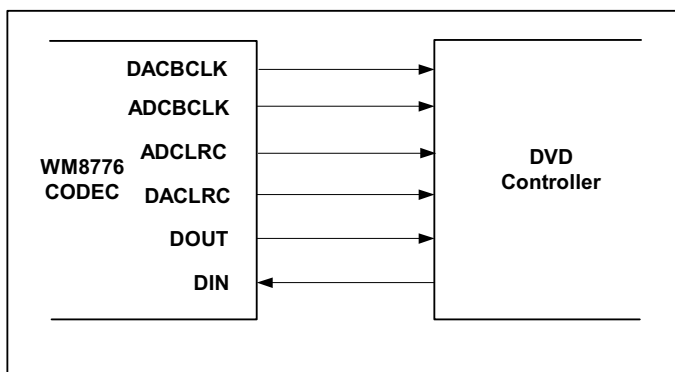 DACBCLK
ADCBCLK
ADCLRC
WM8776
CODEC
DACLRC
DOUT
DIN
DVD
Controller